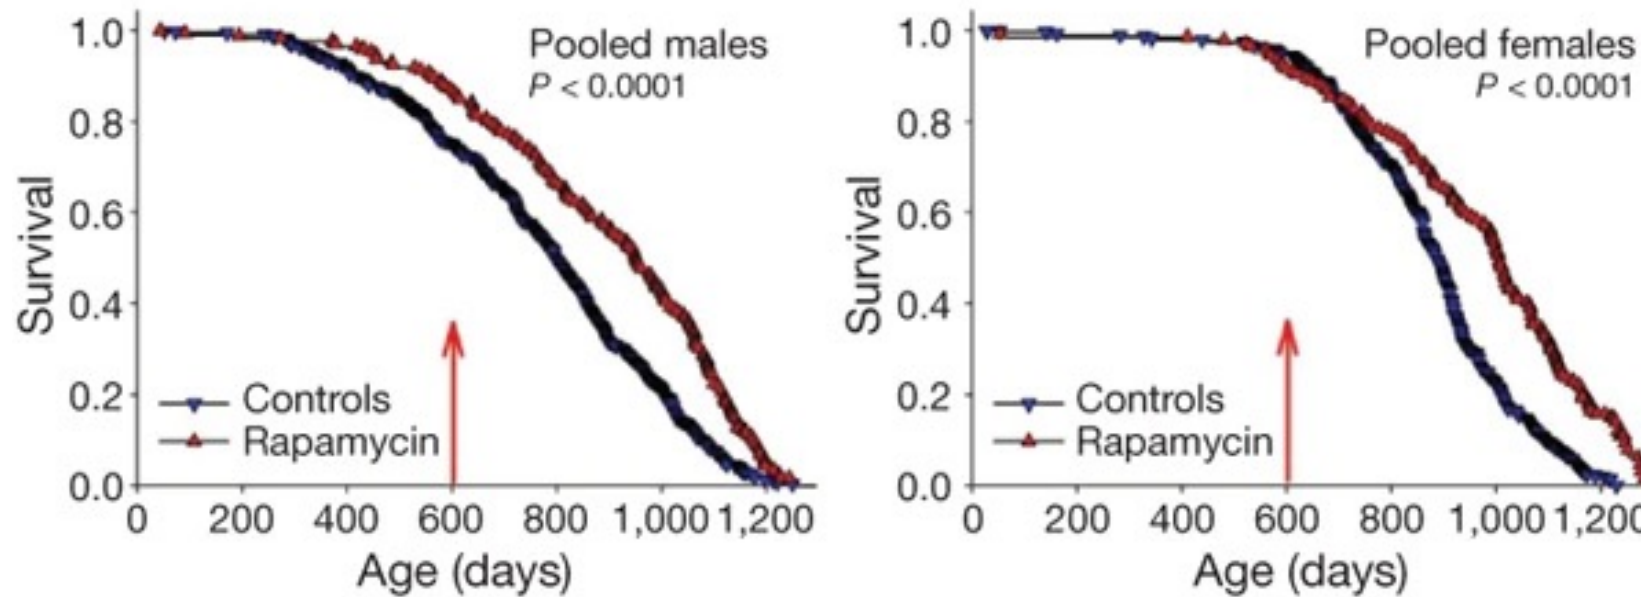 Pooled males
P < 0.0001
Survival
1.0
0.8
0.6
0.4
0.2
0.0
Controls
Rapamycin
0 200 400 600 800 1,000 1,200
Age (days)
Pooled females
P < 0.0001
Survival
1.0
0.8
0.6
0.4
0.2
0.0
Controls
Rapamycin
0 200 400 600 800 1,000 1,200
Age (days)